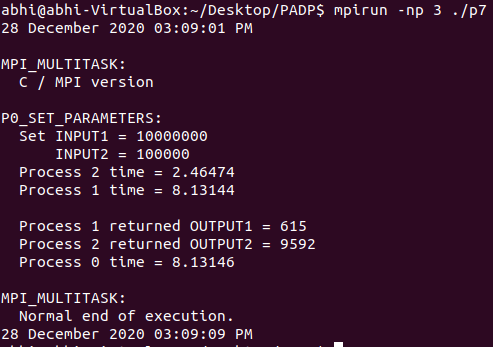 abhi@abhi-VirtualBox:~/Desktop/PADP$ mpirun -np 3 ./p7
28 December 2020 03:09:01 PM
MPI_MULTITASK:
C / MPI version
P0_SET_PARAMETERS:
Set INPUT1 = 10000000
INPUT2 = 100000
Process 2 time = 2.46474
Process 1 time = 8.13144
Process 1 returned OUTPUT1 = 615
Process 2 returned OUTPUT2 = 9592
Process 0 time = 8.13146
MPI_MULTITASK:
Normal end of execution.
28 December 2020 03:09:09 PM